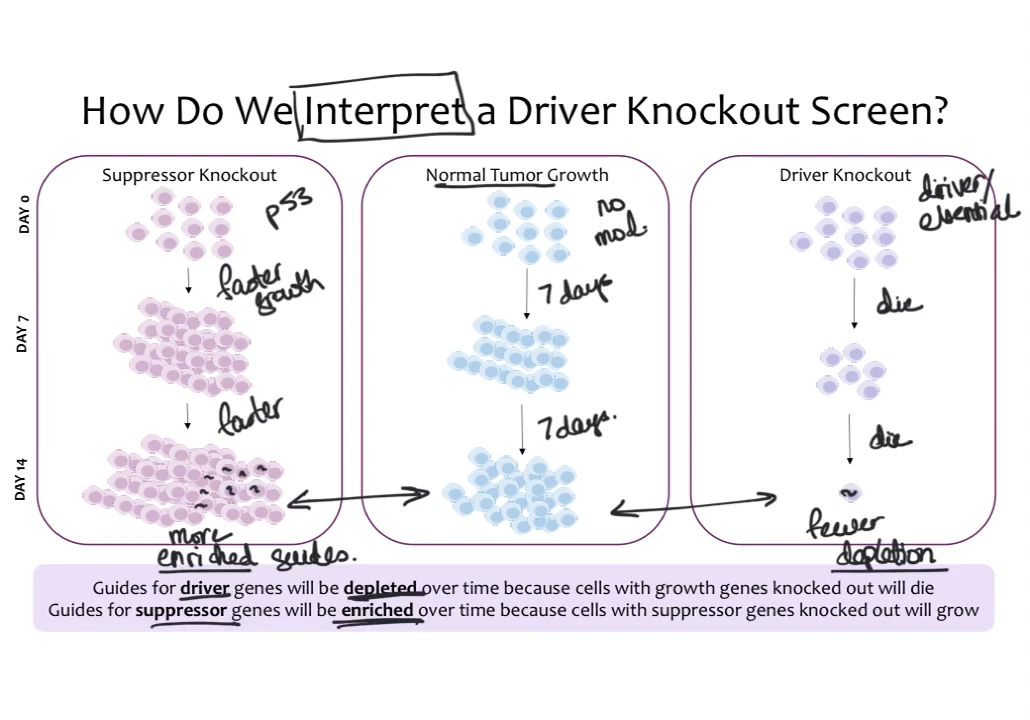 How Do We Interpret a Driver Knockout Screen?
Suppressor Knockout
Normal Tumor Growth
Driver Knockout
DAY 0
p53
no
mod.
driver/
essential
faster
growth
7 days
die
DAY 7
faster
7 days.
die
DAY 14
more
enriched guides.
fewer
depletion
Guides for driver genes will be depleted over time because cells with growth genes knocked out will die
Guides for suppressor genes will be enriched over time because cells with suppressor genes knocked out will grow